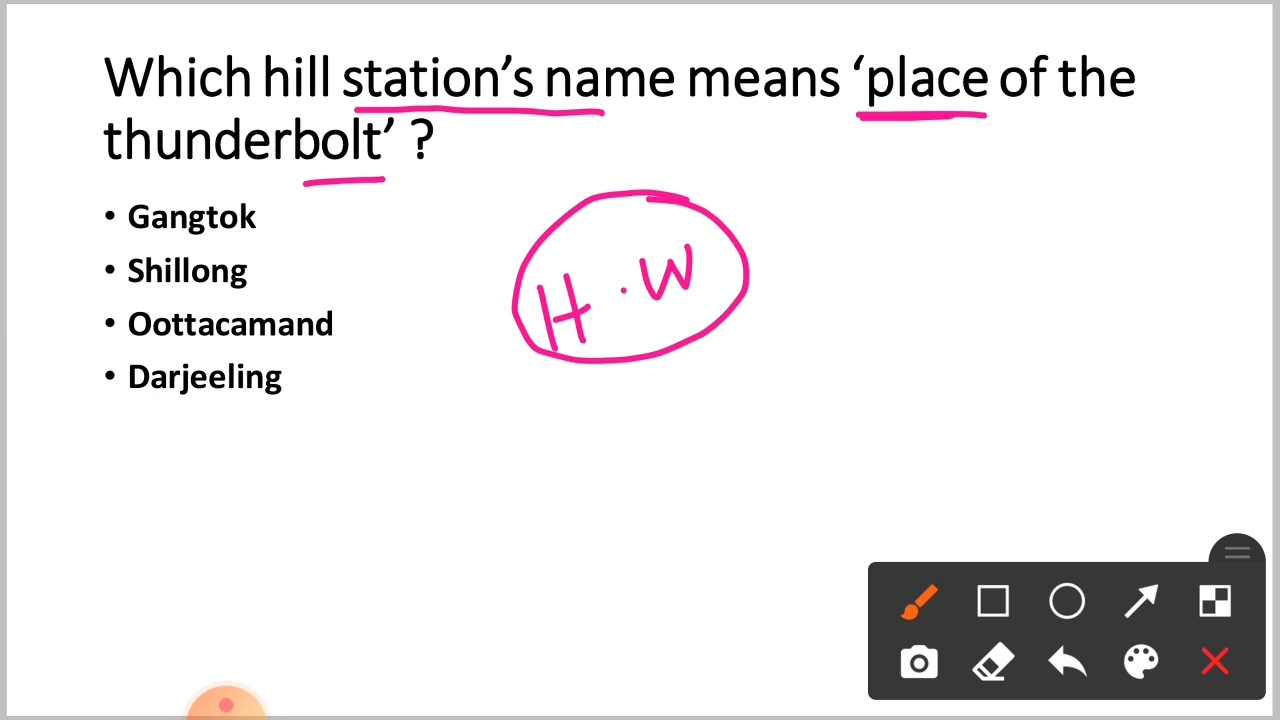 Which hill station’s name means ‘place of the
thunderbolt’ ?
• Gangtok
• Shillong
• Oottacamand
• Darjeeling
H.W